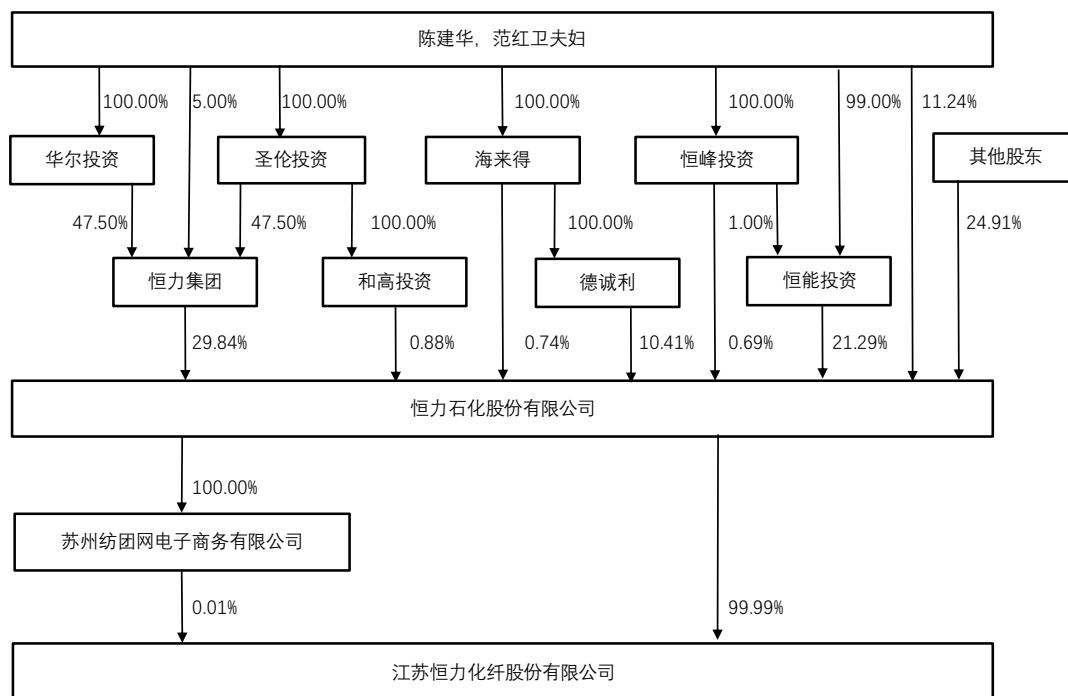 陈建华，范红卫夫妇
100.00%
5.00%
100.00%
100.00%
100.00%
99.00%
11.24%
华尔投资
圣伦投资
海来得
恒峰投资
其他股东
47.50%
47.50%
100.00%
100.00%
1.00%
24.91%
恒力集团
和高投资
德诚利
恒能投资
29.84%
0.88%
0.74%
10.41%
0.69%
21.29%
恒力石化股份有限公司
100.00%
苏州纺团网电子商务有限公司
0.01%
99.99%
江苏恒力化纤股份有限公司